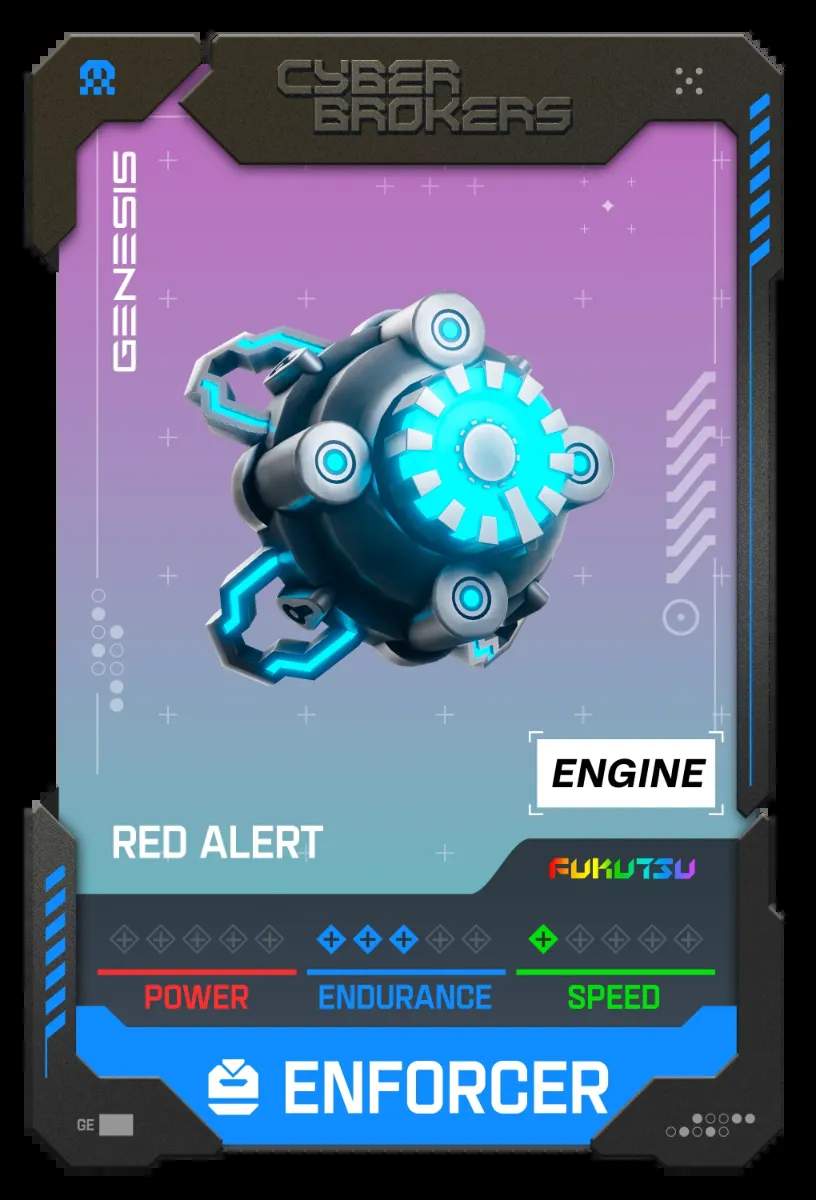 CYBER
BROKERS
GENESIS
ENGINE
RED ALERT
FUKUTSU
POWER
ENDURANCE
SPEED
ENFORCER
GE